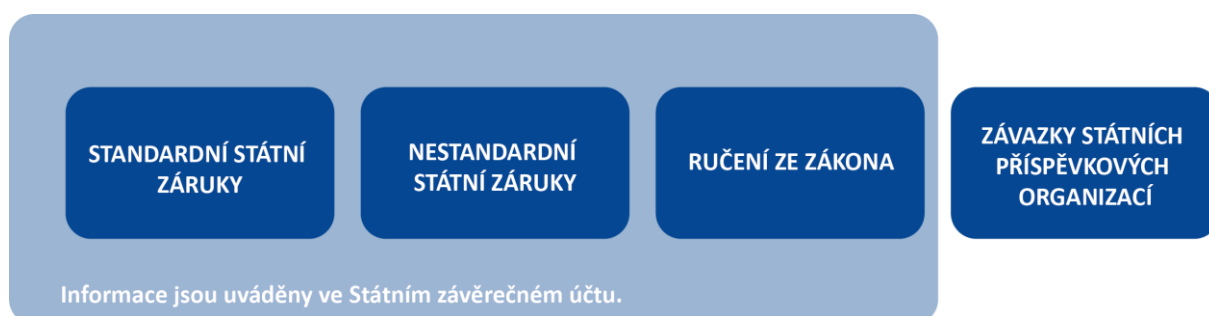 STANDARDNÍ STÁTNÍ
ZÁRUKY
NESTANDARDNÍ
STÁTNÍ ZÁRUKY
RUČENÍ ZE ZÁKONA
ZÁVAZKY STÁTNÍCH
PŘÍSPĚVKOVÝCH
ORGANIZACÍ
Informace jsou uváděny ve Státním závěrečném účtu.